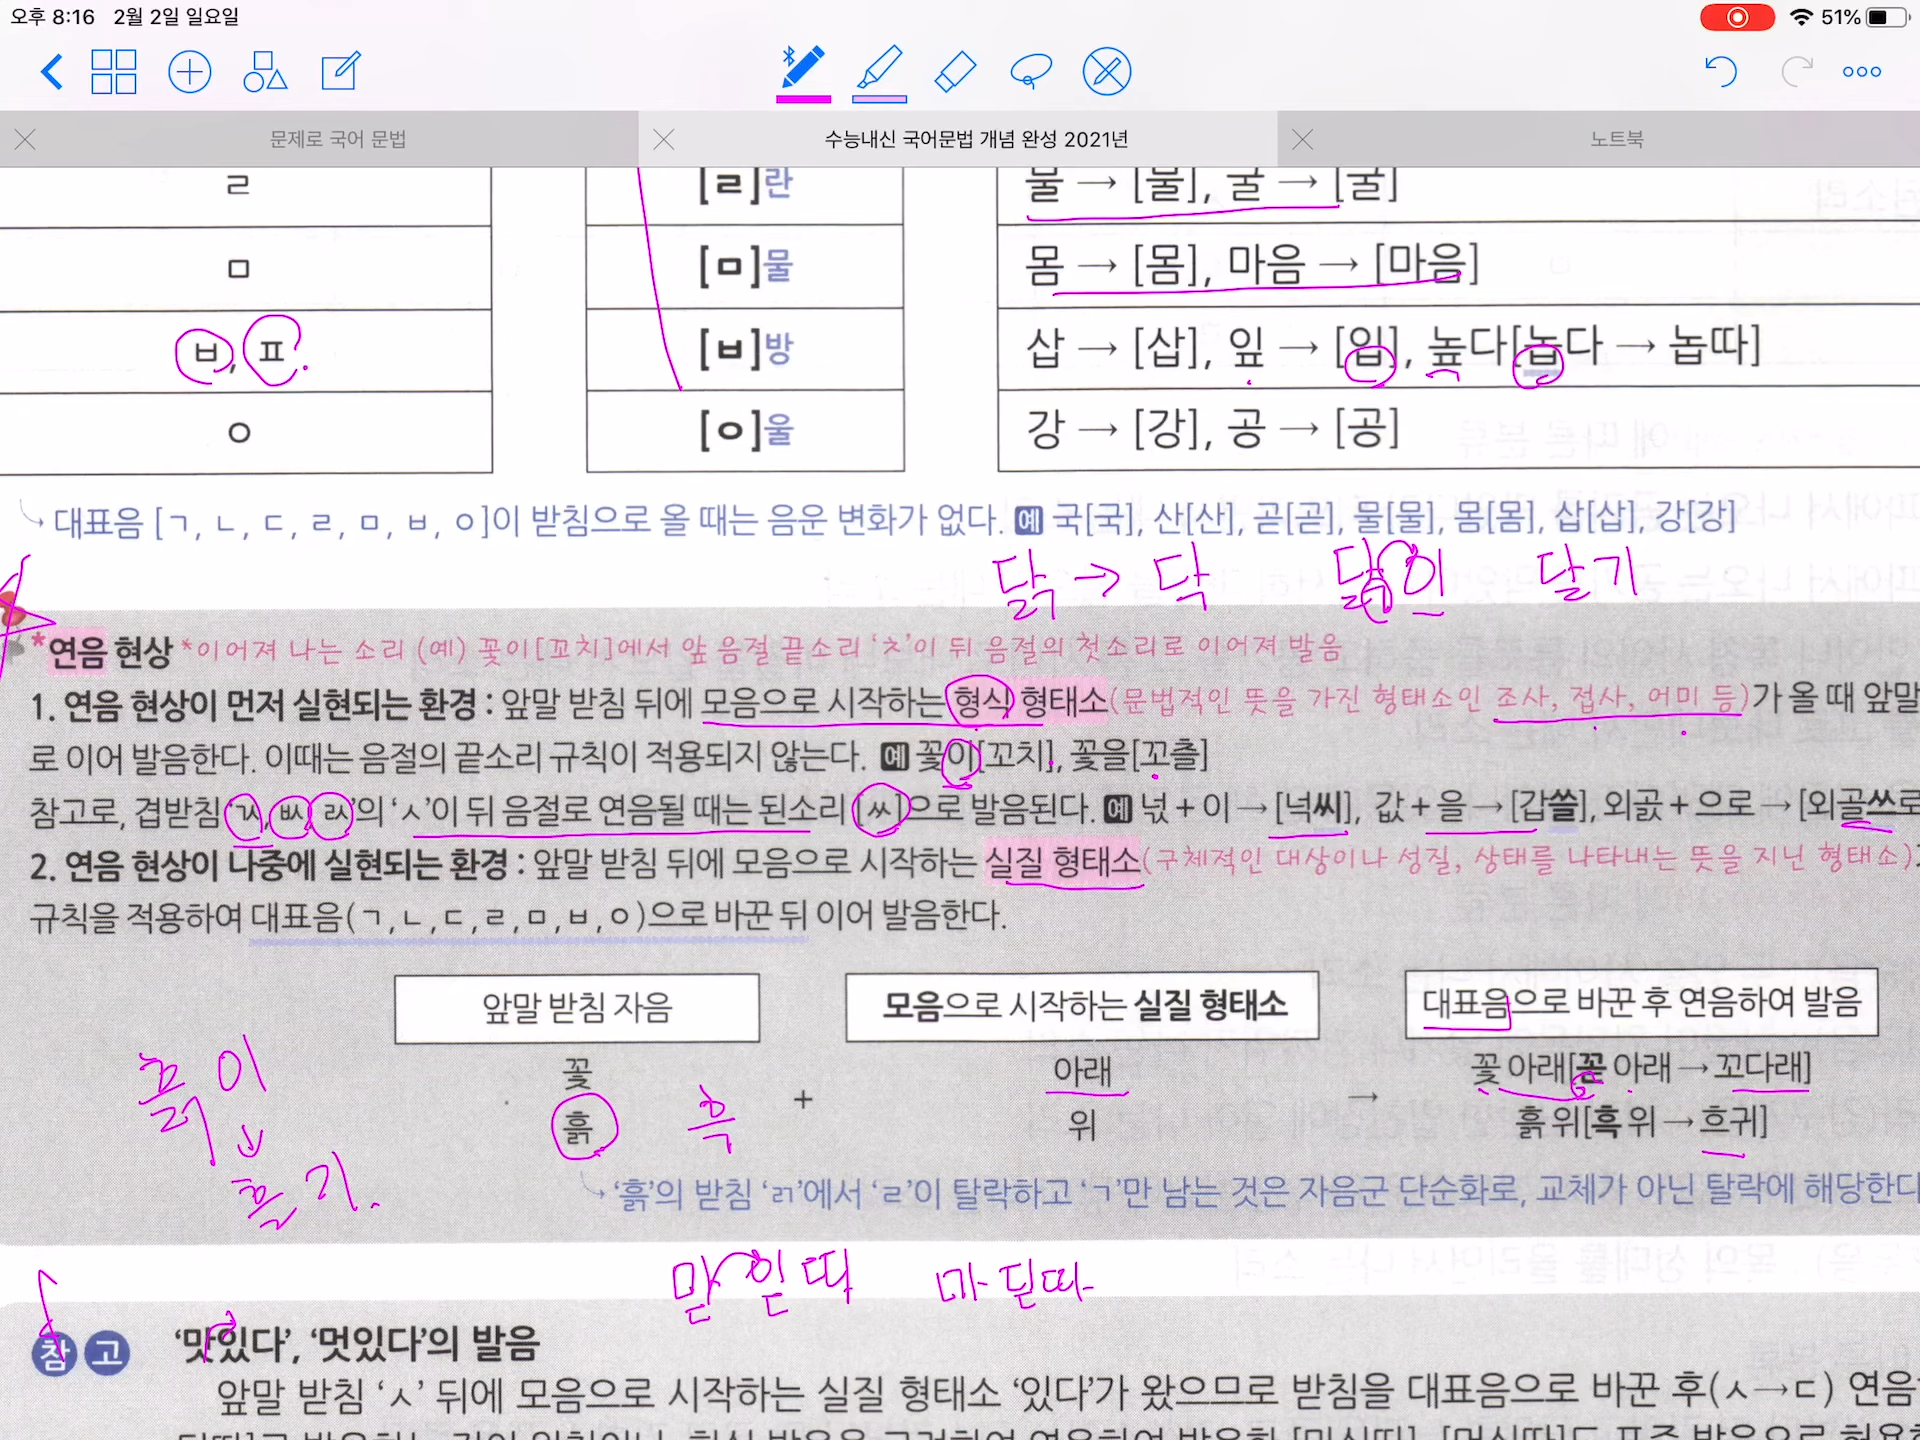 오후 8:16 2월 2일 일요일 51%
문제로 국어 문법 수능내신 국어문법 개념 완성 2021년 노트북
ㄹ [ㄹ]란 물 → [물], 굴 → [굴]
ㅁ [ㅁ]물 몸 → [몸], 마음 → [마음]
ㅂ, ㅍ [ㅂ]방 삽 → [삽], 잎 → [입], 높다[놉다 → 놉따]
ㅇ [ㅇ]울 강 → [강], 공 → [공]
대표음 [ㄱ, ㄴ, ㄷ, ㄹ, ㅁ, ㅂ, ㅇ]이 받침으로 올 때는 음운 변화가 없다. 예 국[국], 산[산], 곧[곧], 물[물], 몸[몸], 삽[삽], 강[강]
닭 → 닥 닭이 달기
*연음 현상 *이어져 나는 소리 (예) 꽃이[꼬치]에서 앞 음절 끝소리 ‘ㅊ’이 뒤 음절의 첫소리로 이어져 발음
1. 연음 현상이 먼저 실현되는 환경 : 앞말 받침 뒤에 모음으로 시작하는 형식 형태소(문법적인 뜻을 가진 형태소인 조사, 접사, 어미 등)가 올 때 앞말
로 이어 발음한다. 이때는 음절의 끝소리 규칙이 적용되지 않는다. 예 꽃이[꼬치], 꽃을[꼬츨]
참고로, 겹받침 ‘ㄳ, ㅄ, ㄽ’의 ‘ㅅ’이 뒤 음절로 연음될 때는 된소리 [ㅆ]으로 발음된다. 예 넋 + 이 → [넉씨], 값 + 을 → [갑쓸], 외곬 + 으로 → [외골쓰로
2. 연음 현상이 나중에 실현되는 환경 : 앞말 받침 뒤에 모음으로 시작하는 실질 형태소(구체적인 대상이나 성질, 상태를 나타내는 뜻을 지닌 형태소)
규칙을 적용하여 대표음(ㄱ, ㄴ, ㄷ, ㄹ, ㅁ, ㅂ, ㅇ)으로 바꾼 뒤 이어 발음한다.
앞말 받침 자음 모음으로 시작하는 실질 형태소 대표음으로 바꾼 후 연음하여 발음
흙이
꽃 아래 꽃 아래[꼳 아래 → 꼬다래]
흙 흑 + 위 → 흙 위[흑 위 → 흐귀]
흘기.
‘흙’의 받침 ‘ㄺ’에서 ‘ㄹ’이 탈락하고 ‘ㄱ’만 남는 것은 자음군 단순화로, 교체가 아닌 탈락에 해당한다
맏읻따 마딛따
참고 ‘맛있다’, ‘멋있다’의 발음
앞말 받침 ‘ㅅ’ 뒤에 모음으로 시작하는 실질 형태소 ‘있다’가 왔으므로 받침을 대표음으로 바꾼 후(ㅅ→ㄷ) 연음